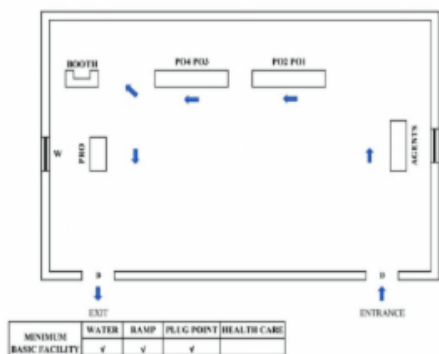 BOOTH
PO4 PO3
PO2 PO1
W
PRO
AGENTS
D
D
EXIT
ENTRANCE
MINIMUM BASIC FACILITY
WATER
RAMP
PLUG POINT
HEALTH CARE
√
√
√